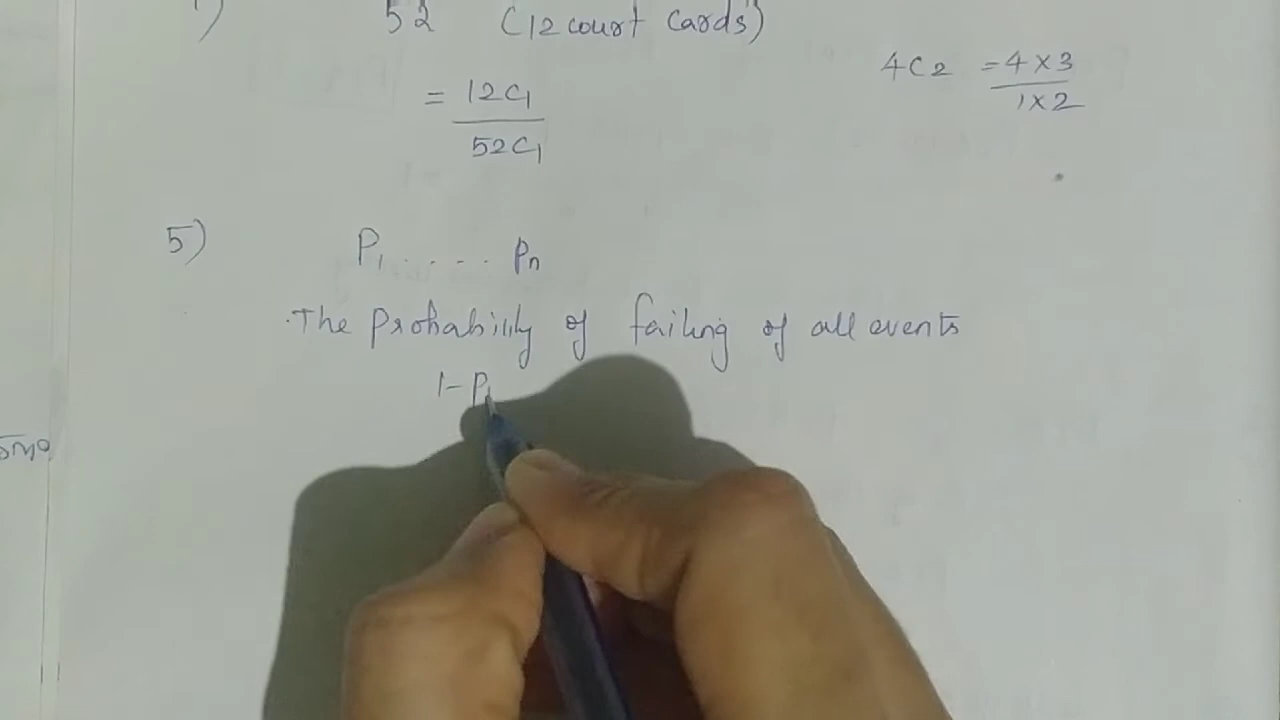 52 (12 court cards)
4C2 = 4 x 3
1 x 2
= 12C1
52C1
5) P1 ..... Pn
The Probability of failing of all events
1 - P1